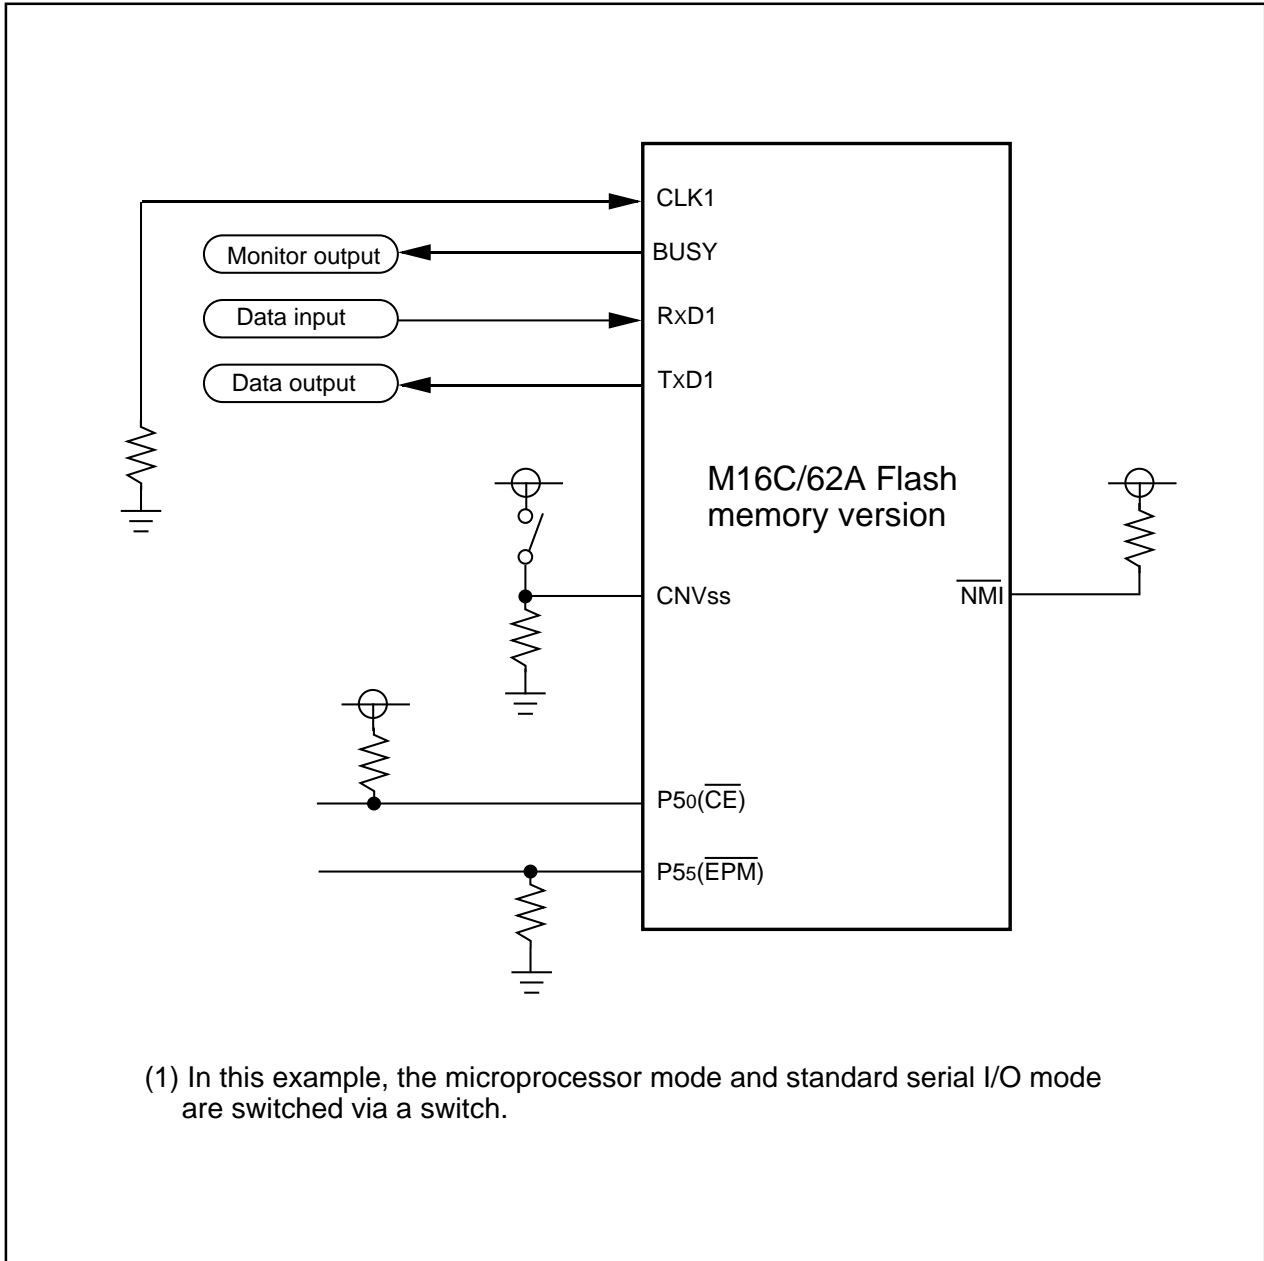 CLK1
Monitor output
BUSY
Data input
RxD1
Data output
TxD1
M16C/62A Flash
memory version
CNVss
NMI
P50(CE)
P55(EPM)
(1) In this example, the microprocessor mode and standard serial I/O mode
are switched via a switch.